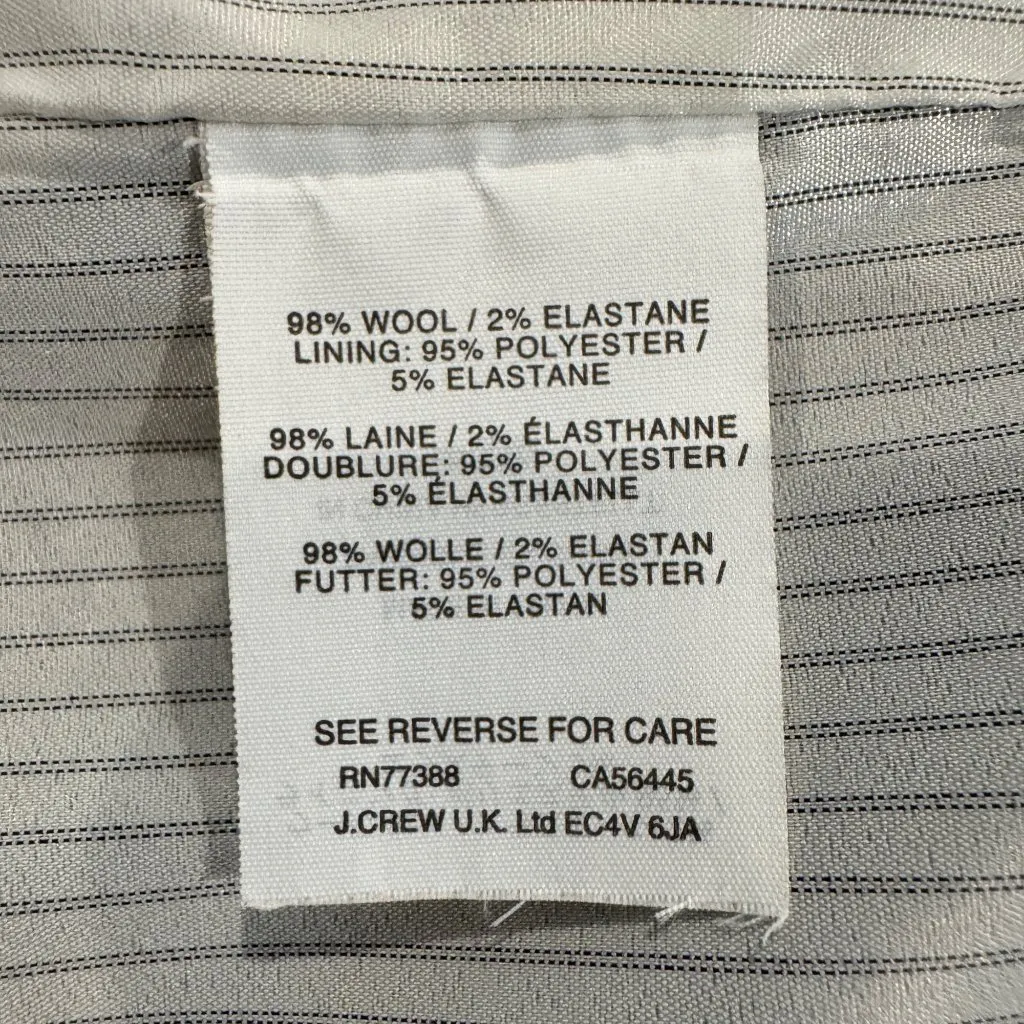 98% WOOL / 2% ELASTANE
LINING: 95% POLYESTER /
5% ELASTANE
98% LAINE / 2% ÉLASTHANNE
DOUBLURE: 95% POLYESTER /
5% ÉLASTHANNE
98% WOLLE / 2% ELASTAN
FUTTER: 95% POLYESTER /
5% ELASTAN
SEE REVERSE FOR CARE
RN77388 CA56445
J.CREW U.K. Ltd EC4V 6JA